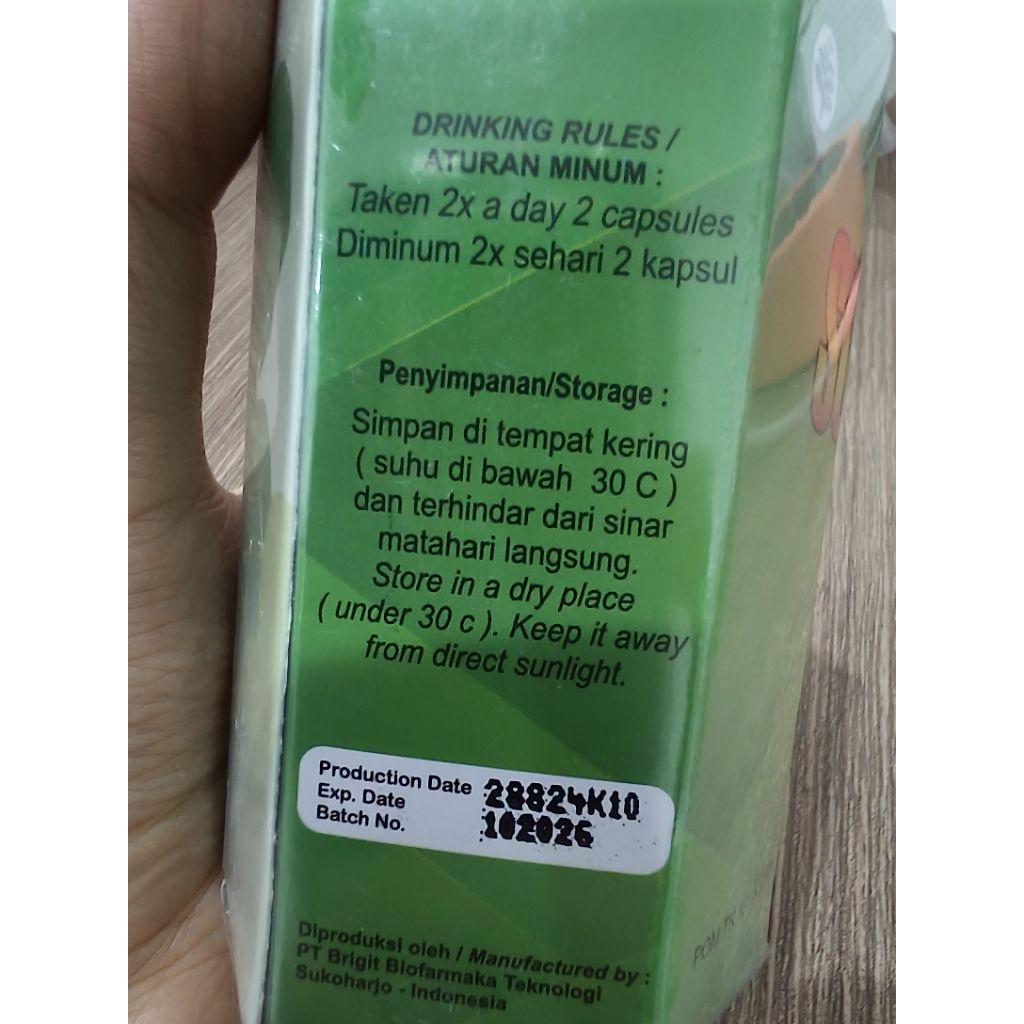 DRINKING RULES /
ATURAN MINUM :
Taken 2x a day 2 capsules
Diminum 2x sehari 2 kapsul
Penyimpanan/Storage :
Simpan di tempat kering
( suhu di bawah 30 C )
dan terhindar dari sinar
matahari langsung.
Store in a dry place
( under 30 c ). Keep it away
from direct sunlight.
Production Date 28824K10
Exp. Date
Batch No. 102026
Diproduksi oleh / Manufactured by :
PT Brigit Biofarmaka Teknologi
Sukoharjo - Indonesia
POM TR